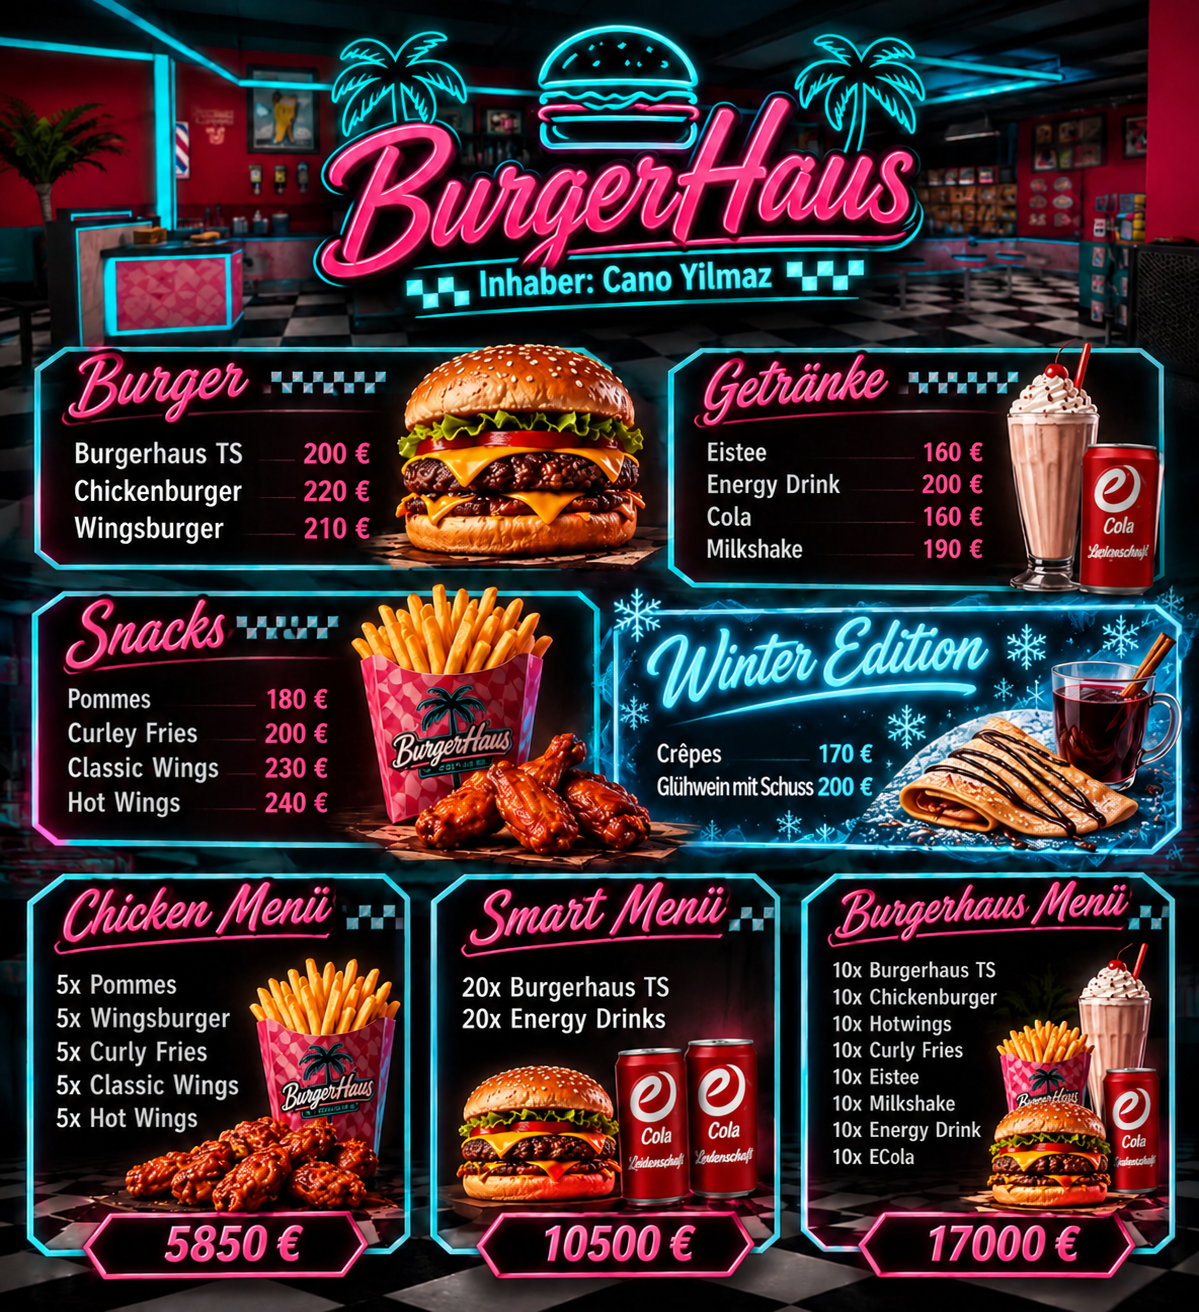 BurgerHaus
Inhaber: Cano Yilmaz
Burger
Burgerhaus TS 200 €
Chickenburger 220 €
Wingsburger 210 €
Getränke
Eistee 160 €
Energy Drink 200 €
Cola 160 €
Milkshake 190 €
Cola
Leidenschaft
Snacks
Pommes 180 €
Curley Fries 200 €
Classic Wings 230 €
Hot Wings 240 €
BurgerHaus
Winter Edition
Crêpes 170 €
Glühwein mit Schuss 200 €
Chicken Menü
5x Pommes
5x Wingsburger
5x Curly Fries
5x Classic Wings
5x Hot Wings
BurgerHaus
5850 €
Smart Menü
20x Burgerhaus TS
20x Energy Drinks
Cola
Leidenschaft
Cola
Leidenschaft
10500 €
Burgerhaus Menü
10x Burgerhaus TS
10x Chickenburger
10x Hotwings
10x Curly Fries
10x Eistee
10x Milkshake
10x Energy Drink
10x ECola
BurgerHaus
Cola
17000 €